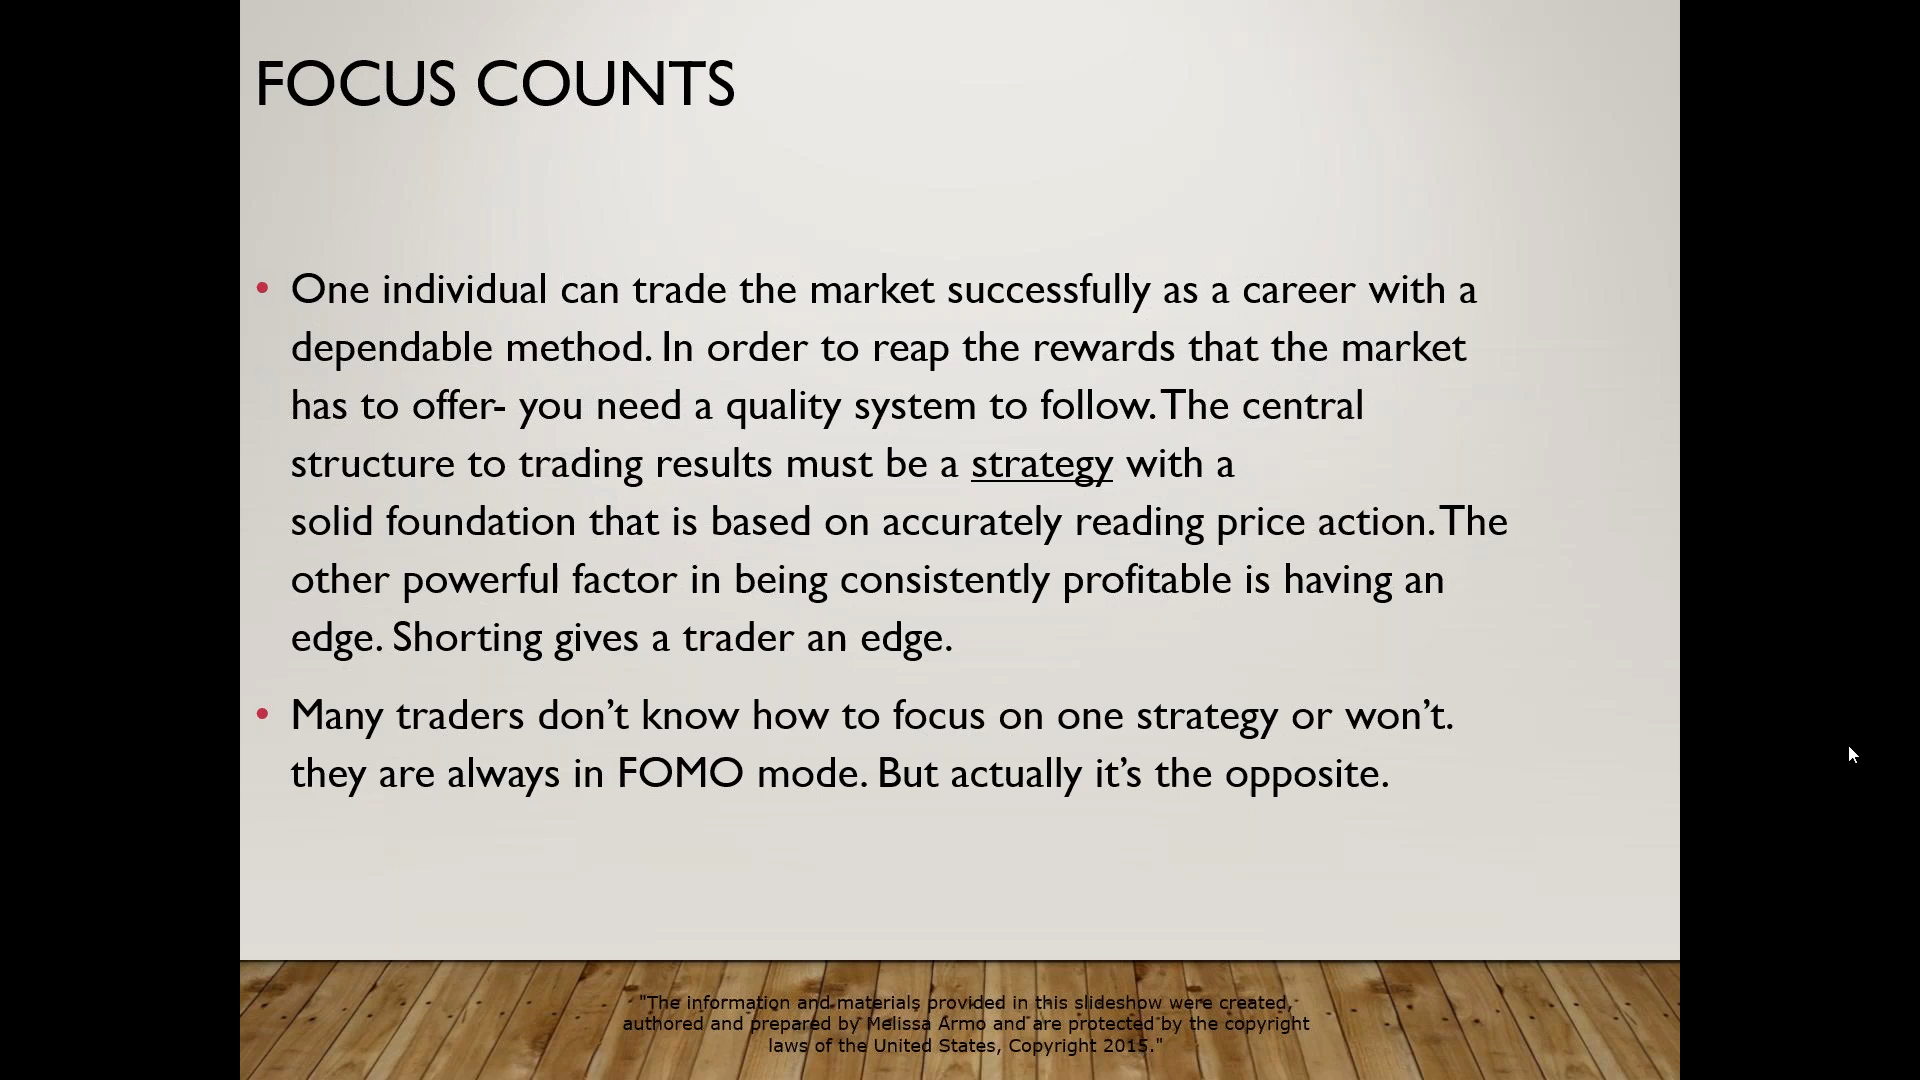 FOCUS COUNTS
• One individual can trade the market successfully as a career with a
dependable method. In order to reap the rewards that the market
has to offer- you need a quality system to follow. The central
structure to trading results must be a strategy with a
solid foundation that is based on accurately reading price action. The
other powerful factor in being consistently profitable is having an
edge. Shorting gives a trader an edge.
• Many traders don’t know how to focus on one strategy or won’t.
they are always in FOMO mode. But actually it’s the opposite.
"The information and materials provided in this slideshow were created,
authored and prepared by Melissa Armo and are protected by the copyright
laws of the United States, Copyright 2015."